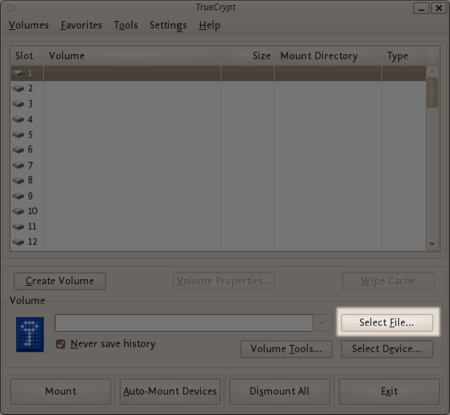 TrueCrypt
Volumes Favorites Tools Settings Help
Slot Volume Size Mount Directory Type
1
2
3
4
5
6
7
8
9
10
11
12
Create Volume Volume Properties... Wipe Cache
Volume
Select File...
Never save history
Volume Tools... Select Device...
Mount Auto-Mount Devices Dismount All Exit